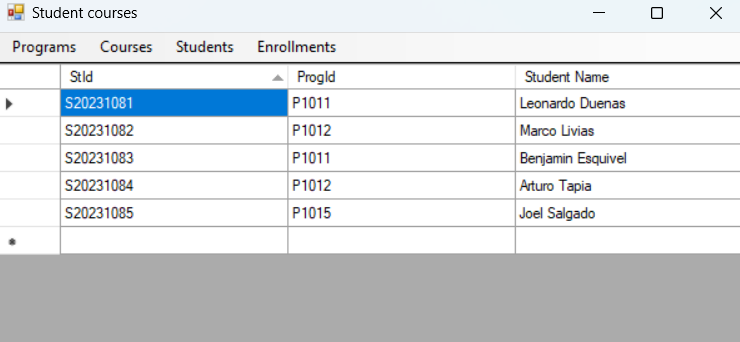 Student courses
Programs Courses Students Enrollments
StId ProgId Student Name
S20231081 P1011 Leonardo Duenas
S20231082 P1012 Marco Livias
S20231083 P1011 Benjamin Esquivel
S20231084 P1012 Arturo Tapia
S20231085 P1015 Joel Salgado